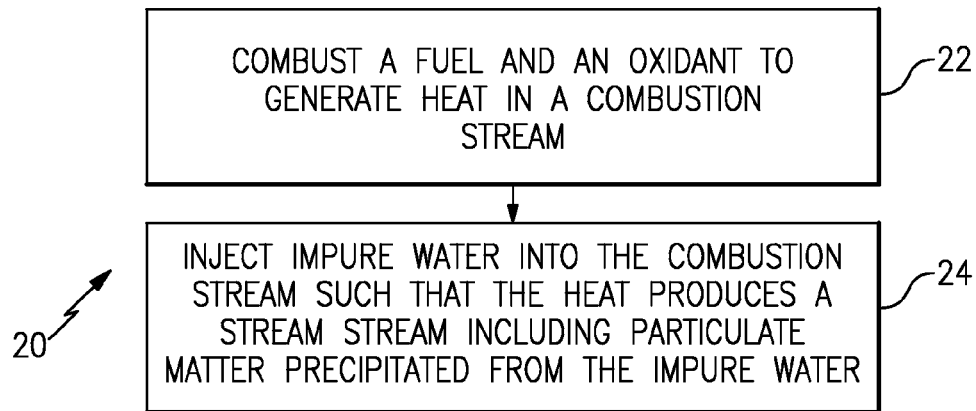 COMBUST A FUEL AND AN OXIDANT TO
GENERATE HEAT IN A COMBUSTION
STREAM
22
INJECT IMPURE WATER INTO THE COMBUSTION
STREAM SUCH THAT THE HEAT PRODUCES A
STREAM STREAM INCLUDING PARTICULATE
MATTER PRECIPITATED FROM THE IMPURE WATER
24
20